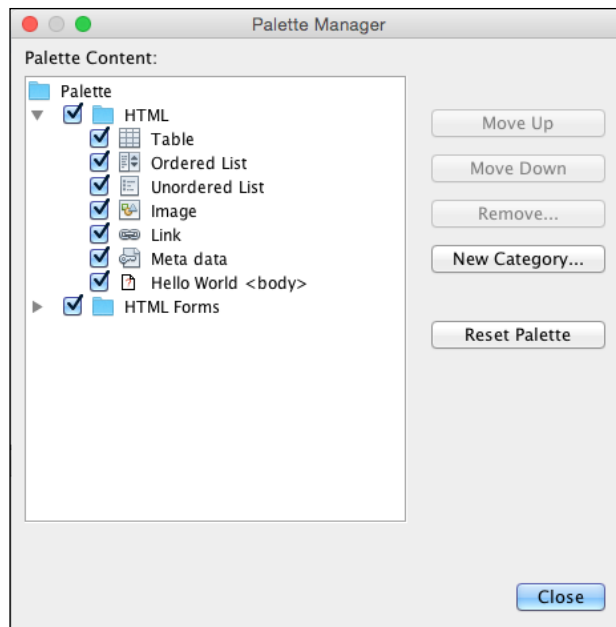 Palette Manager
Palette Content:
Palette
HTML
Table
Ordered List
Unordered List
Image
Link
Meta data
Hello World <body>
HTML Forms
Move Up
Move Down
Remove...
New Category...
Reset Palette
Close